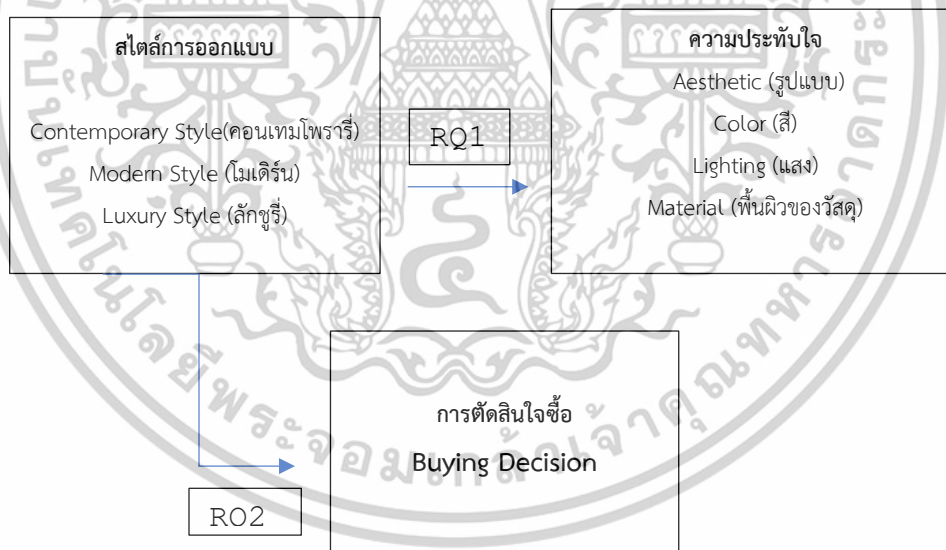 สไตล์การออกแบบ
Contemporary Style(คอนเทมโพรารี่)
Modern Style (โมเดิร์น)
Luxury Style (ลักชูรี่)
RQ1
ความประทับใจ
Aesthetic (รูปแบบ)
Color (สี)
Lighting (แสง)
Material (พื้นผิวของวัสดุ)
การตัดสินใจซื้อ
Buying Decision
RO2